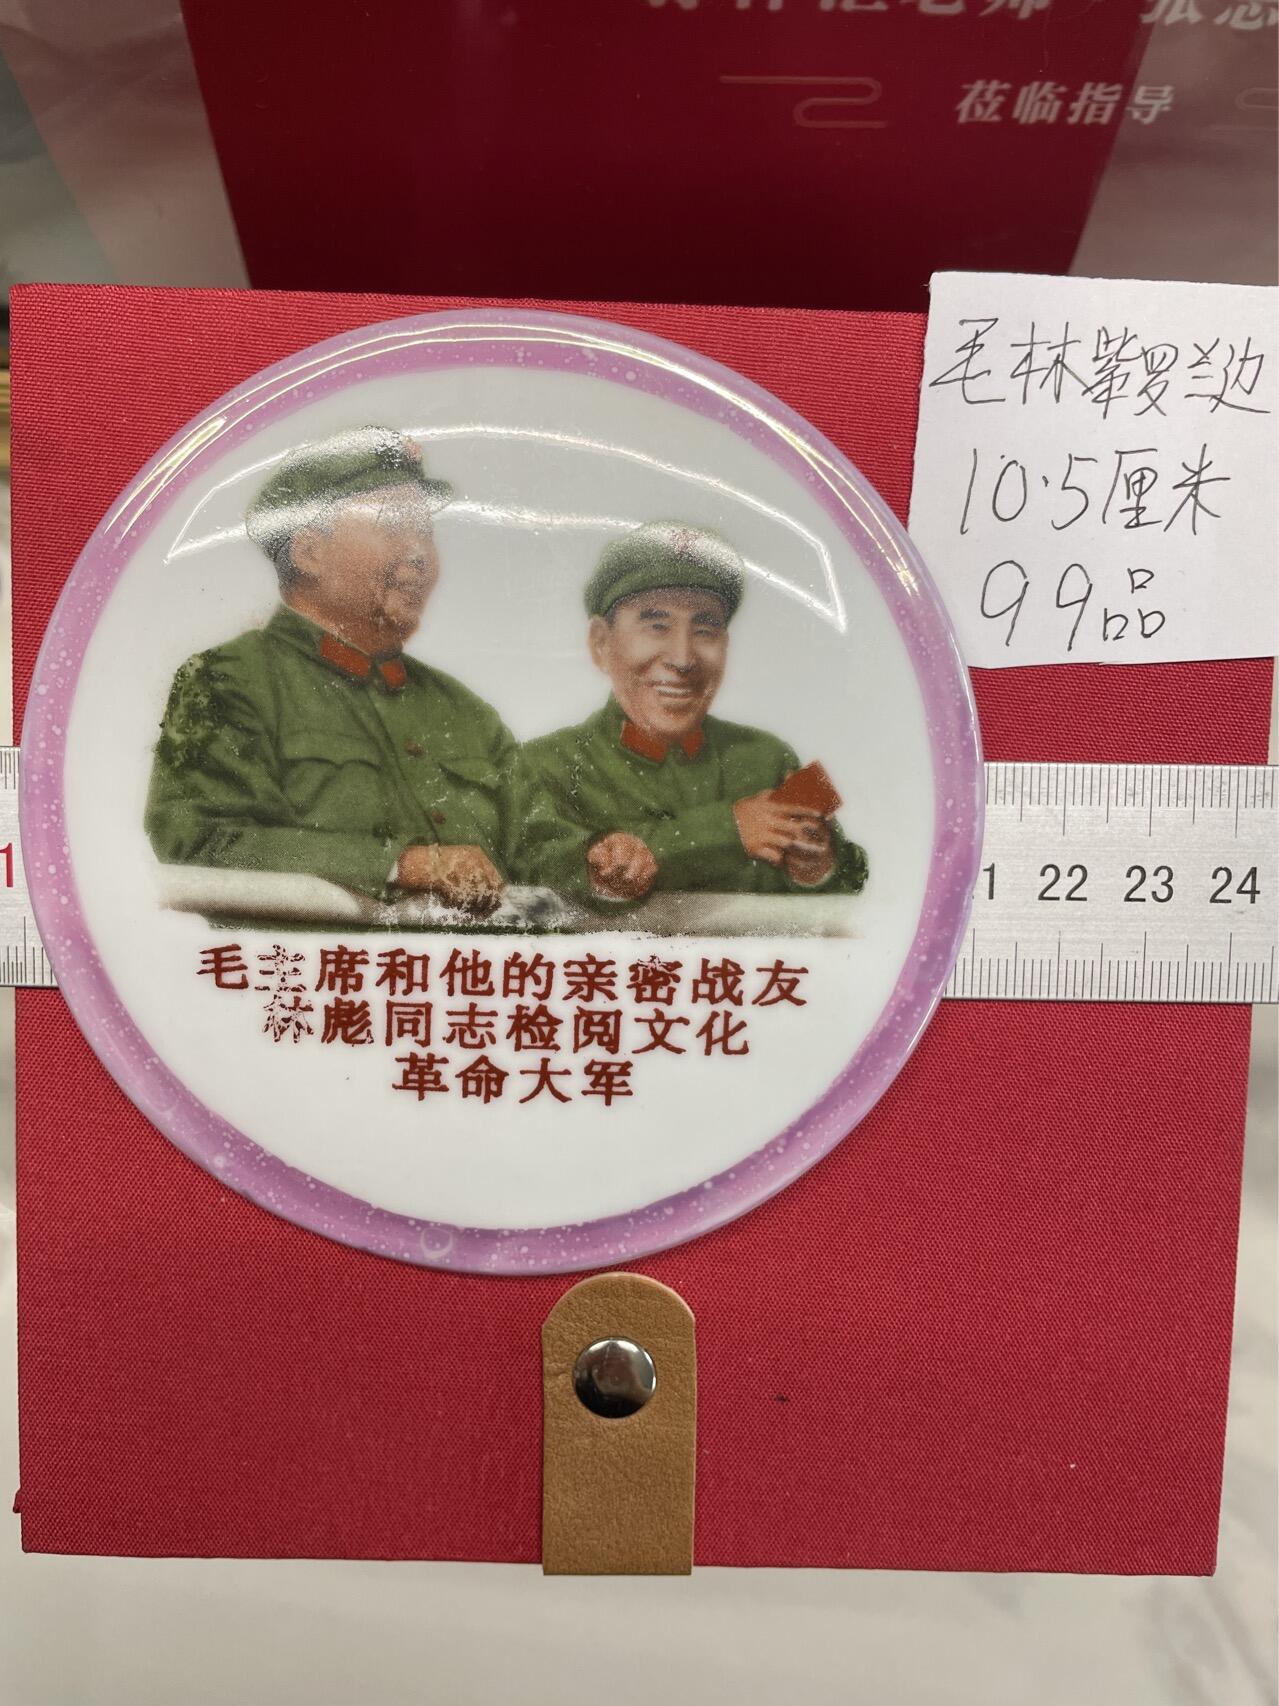 莅临指导
毛林紫罗兰边
10.5厘米
99品
1
1 22 23 24
毛主席和他的亲密战友
林彪同志检阅文化
革命大军